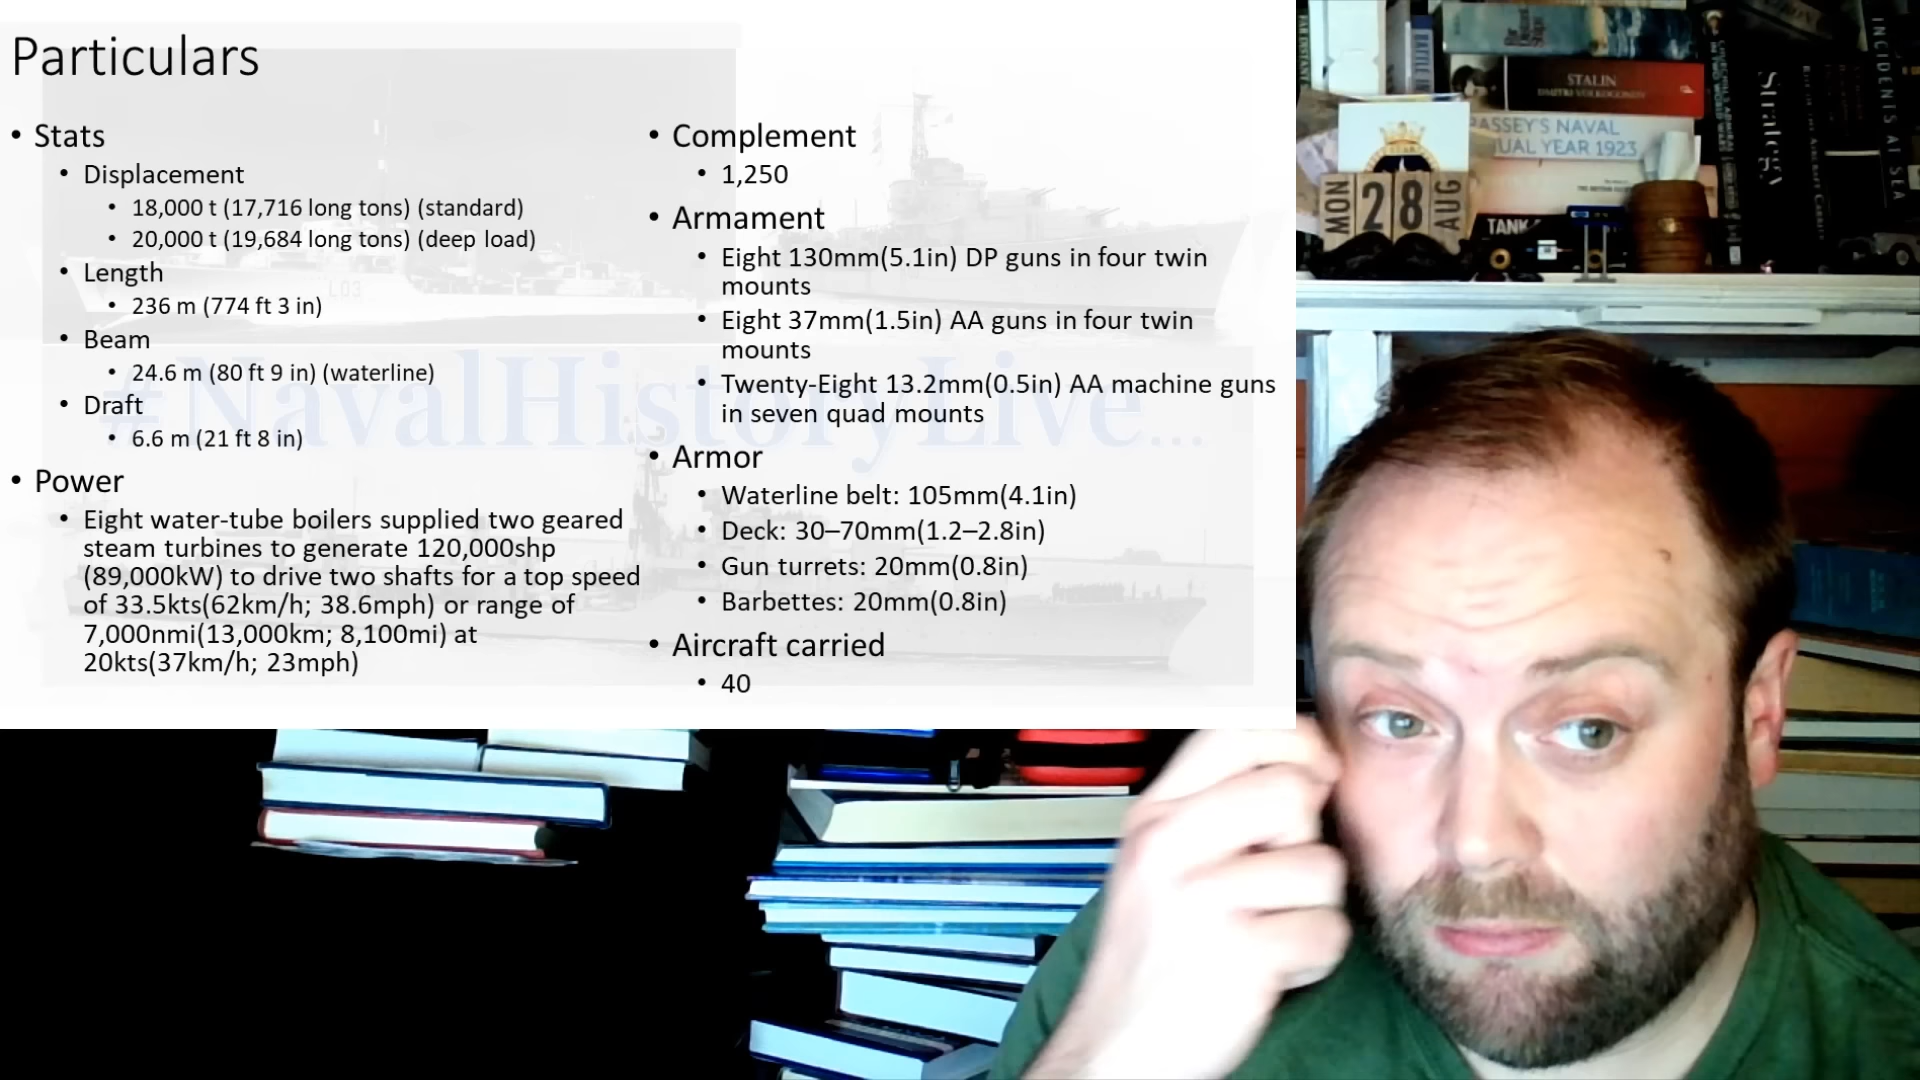 Particulars
• Stats
• Displacement
• 18,000 t (17,716 long tons) (standard)
• 20,000 t (19,684 long tons) (deep load)
• Length
• 236 m (774 ft 3 in)
• Beam
• 24.6 m (80 ft 9 in) (waterline)
• Draft
• 6.6 m (21 ft 8 in)
• Power
• Eight water-tube boilers supplied two geared
steam turbines to generate 120,000shp
(89,000kW) to drive two shafts for a top speed
of 33.5kts(62km/h; 38.6mph) or range of
7,000nmi(13,000km; 8,100mi) at
20kts(37km/h; 23mph)
• Complement
• 1,250
• Armament
• Eight 130mm(5.1in) DP guns in four twin
mounts
• Eight 37mm(1.5in) AA guns in four twin
mounts
• Twenty-Eight 13.2mm(0.5in) AA machine guns
in seven quad mounts
• Armor
• Waterline belt: 105mm(4.1in)
• Deck: 30–70mm(1.2–2.8in)
• Gun turrets: 20mm(0.8in)
• Barbettes: 20mm(0.8in)
• Aircraft carried
• 40
L03
#NavalHistoryLive...
BATTLE
STALIN
DMITRI VOLKOGONOV
ASSEY'S NAVAL
UAL YEAR 1923
MON
28
AUG
TANK
Strategy
INCIDENTS AT SEA